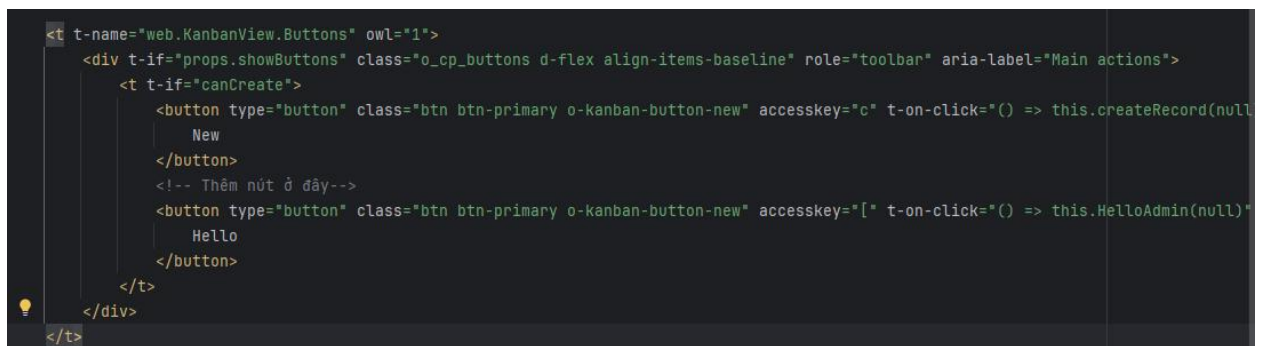 <t t-name="web.KanbanView.Buttons" owl="1">
<div t-if="props.showButtons" class="o_cp_buttons d-flex align-items-baseline" role="toolbar" aria-label="Main actions">
<t t-if="canCreate">
<button type="button" class="btn btn-primary o-kanban-button-new" accesskey="c" t-on-click="() => this.createRecord(null
New
</button>
<!-- Thêm nút ở đây-->
<button type="button" class="btn btn-primary o-kanban-button-new" accesskey="[" t-on-click="() => this.HelloAdmin(null)"
Hello
</button>
</t>
</div>
</t>